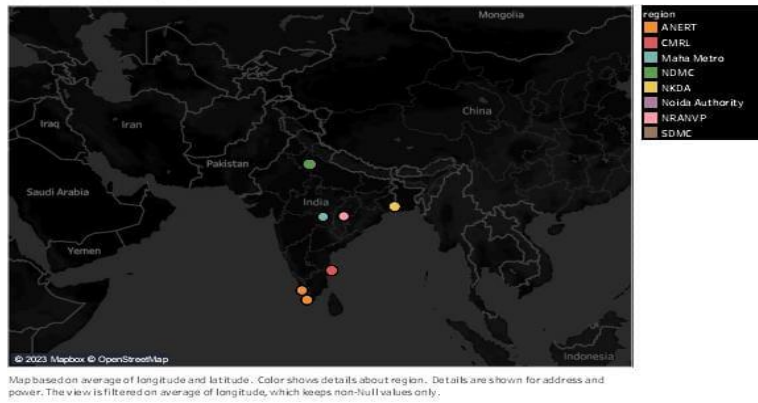 Mongolia
region
ANERT
CMRL
Maha Metro
NDMC
NKDA
Noida Authority
NRANVP
SDMC
China
Iraq
Iran
Pakistan
Saudi Arabia
India
Yemen
Indonesia
© 2023 Mapbox © OpenStreetMap
Map based on average of longitude and latitude. Color shows details about region. Details are shown for address and
power. The view is filtered on average of longitude, which keeps non-Null values only.